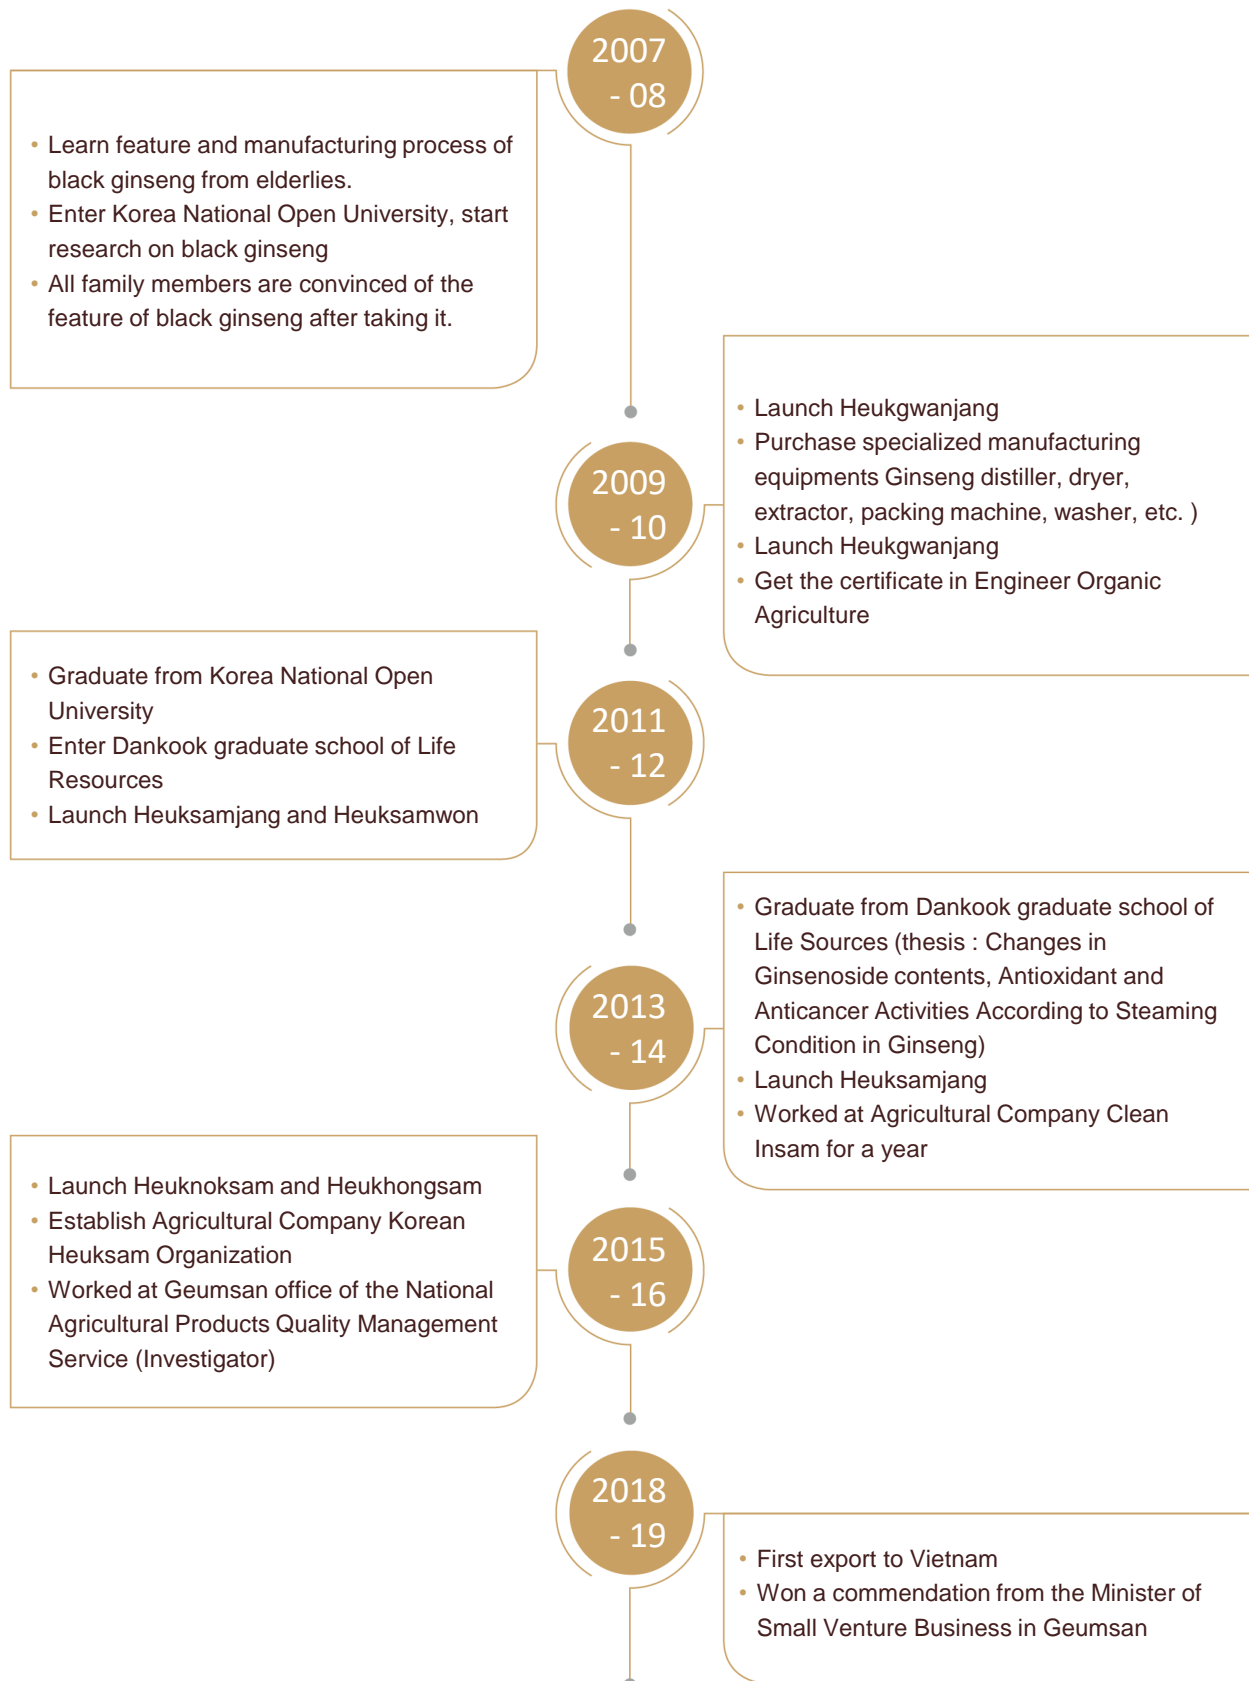 2007
- 08
• Learn feature and manufacturing process of
black ginseng from elderlies.
• Enter Korea National Open University, start
research on black ginseng
• All family members are convinced of the
feature of black ginseng after taking it.
2009
- 10
• Launch Heukgwanjang
• Purchase specialized manufacturing
equipments Ginseng distiller, dryer,
extractor, packing machine, washer, etc. )
• Launch Heukgwanjang
• Get the certificate in Engineer Organic
Agriculture
2011
- 12
• Graduate from Korea National Open
University
• Enter Dankook graduate school of Life
Resources
• Launch Heuksamjang and Heuksamwon
2013
- 14
• Graduate from Dankook graduate school of
Life Sources (thesis : Changes in
Ginsenoside contents, Antioxidant and
Anticancer Activities According to Steaming
Condition in Ginseng)
• Launch Heuksamjang
• Worked at Agricultural Company Clean
Insam for a year
2015
- 16
• Launch Heuknoksam and Heukhongsam
• Establish Agricultural Company Korean
Heuksam Organization
• Worked at Geumsan office of the National
Agricultural Products Quality Management
Service (Investigator)
2018
- 19
• First export to Vietnam
• Won a commendation from the Minister of
Small Venture Business in Geumsan